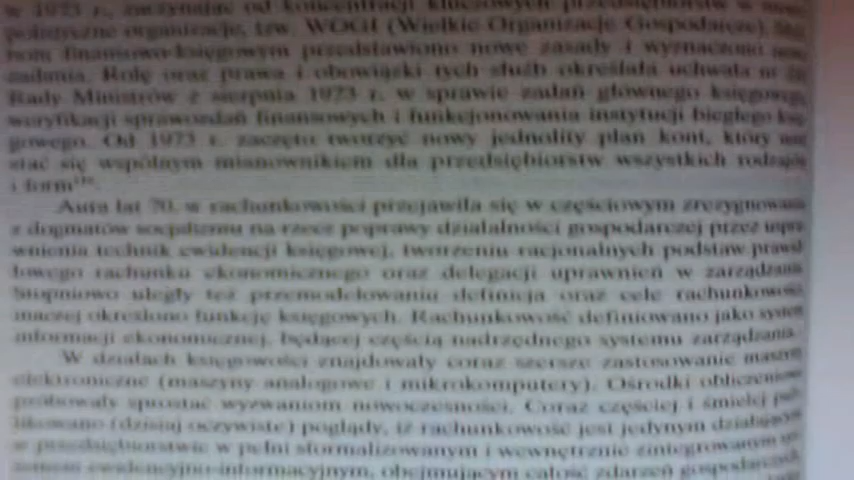 w 1973 r., zaczynając od koncentracji kluczowych przedsiębiorstw w
polityczne organizacje, tzw. WOGI (Wielkie Organizacje Gospodarcze).
bom finansowo-księgowym przedstawiono nowe zasady i wyznaczono
zadania. Rolę oraz prawa i obowiązki tych służb określała uchwała nr
Rady Ministrów z sierpnia 1973 r. w sprawie zadań głównego księgowego,
weryfikacji sprawozdań finansowych i funkcjonowania instytucji biegłego
gowego. Od 1973 r. zaczęto tworzyć nowy jednolity plan kont, który
stać się wspólnym mianownikiem dla przedsiębiorstw wszystkich rodzajów
i form
Aura lat 70. w rachunkowości przejawiła się w częściowym zrezygnowaniu
z dogmatów socjalizmu na rzecz poprawy działalności gospodarczej przez
wnienia technik ewidencji księgowej, tworzeniu racjonalnych podstaw
łowego rachunku ekonomicznego oraz delegacji uprawnień w zarządzaniu
Stopniowo uległy też przemodelowaniu definicja oraz cele rachunkowości
inaczej określono funkcję księgowych. Rachunkowość definiowano jako system
informacji ekonomicznej, będącej częścią nadrzędnego systemu zarządzania.
W działach księgowości znajdowały coraz szersze zastosowanie maszyny
elektroniczne (maszyny analogowe i mikrokomputery). Ośrodki obliczeniowe
próbowały sprostać wyzwaniom nowoczesności. Coraz częściej i śmielej
likowano (dzisiaj oczywiste) poglądy, iż rachunkowość jest jedynym działającym
w przedsiębiorstwie w pełni sformalizowanym i wewnętrznie zintegrowanym
temem ewidencyjno-informacyjnym, obejmującym całość zdarzeń gospodarczych